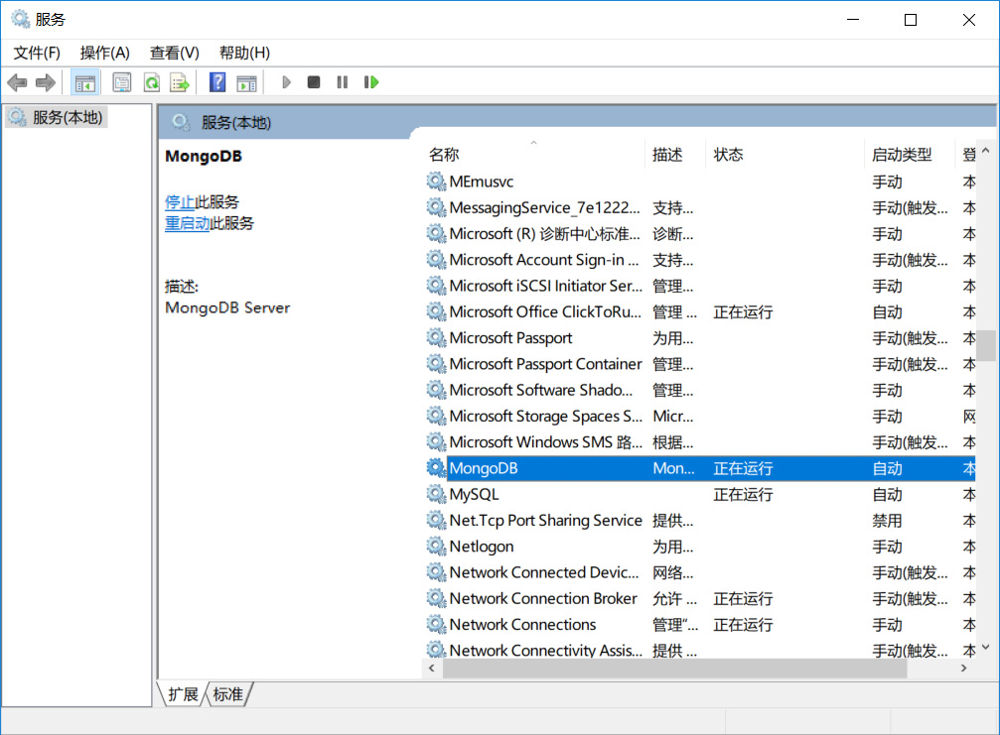 服务
文件(F) 操作(A) 查看(V) 帮助(H)
服务(本地)
服务(本地)
MongoDB
停止此服务
重启动此服务
描述:
MongoDB Server
名称 描述 状态 启动类型 登
MEmusvc 手动 本
MessagingService_7e1222... 支持... 手动(触发... 本
Microsoft (R) 诊断中心标准... 诊断... 手动 本
Microsoft Account Sign-in ... 支持... 手动(触发... 本
Microsoft iSCSI Initiator Ser... 管理... 手动 本
Microsoft Office ClickToRu... 管理 ... 正在运行 自动 本
Microsoft Passport 为用... 手动(触发... 本
Microsoft Passport Container 管理... 手动(触发... 本
Microsoft Software Shado... 管理... 手动 本
Microsoft Storage Spaces S... Micr... 手动 网
Microsoft Windows SMS 路... 根据... 手动(触发... 本
MongoDB Mon... 正在运行 自动 本
MySQL 正在运行 自动 本
Net.Tcp Port Sharing Service 提供... 禁用 本
Netlogon 为用... 手动 本
Network Connected Devic... 网络... 手动(触发... 本
Network Connection Broker 允许 ... 正在运行 手动(触发... 本
Network Connections 管理“... 正在运行 手动 本
Network Connectivity Assis... 提供 ... 手动(触发... 本
扩展 标准